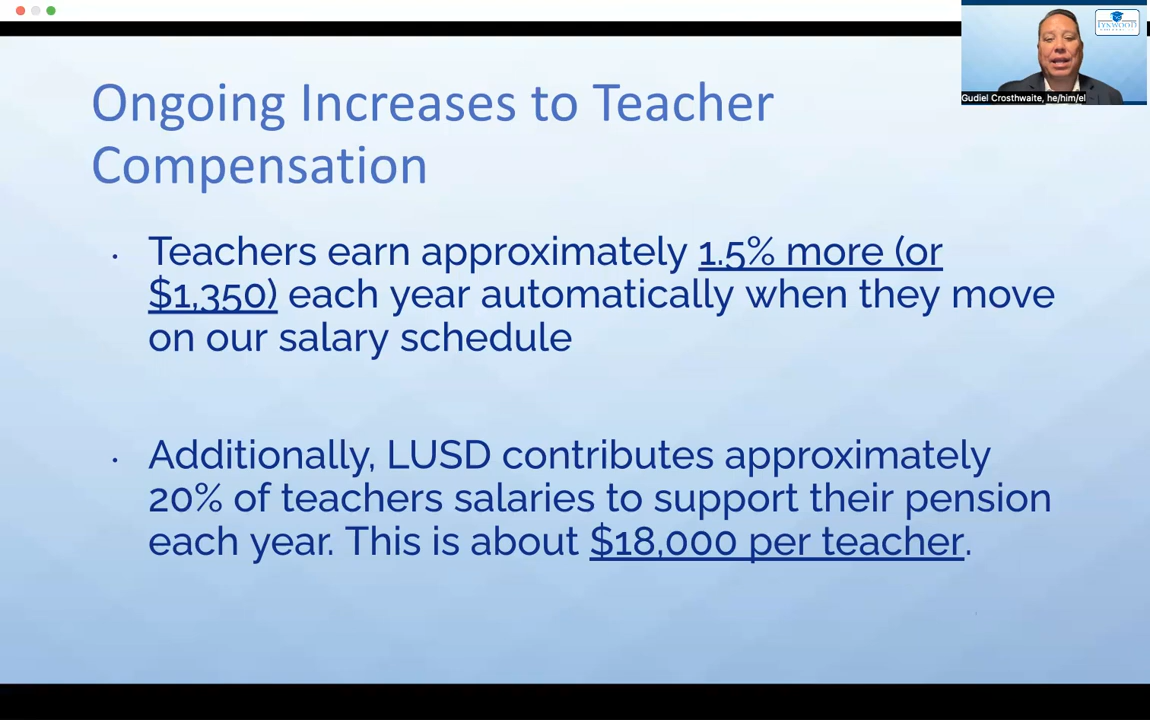 LYNWOOD
Gudiel Crosthwaite, he/him/el
Ongoing Increases to Teacher
Compensation
· Teachers earn approximately 1.5% more (or
$1,350) each year automatically when they move
on our salary schedule
· Additionally, LUSD contributes approximately
20% of teachers salaries to support their pension
each year. This is about $18,000 per teacher.